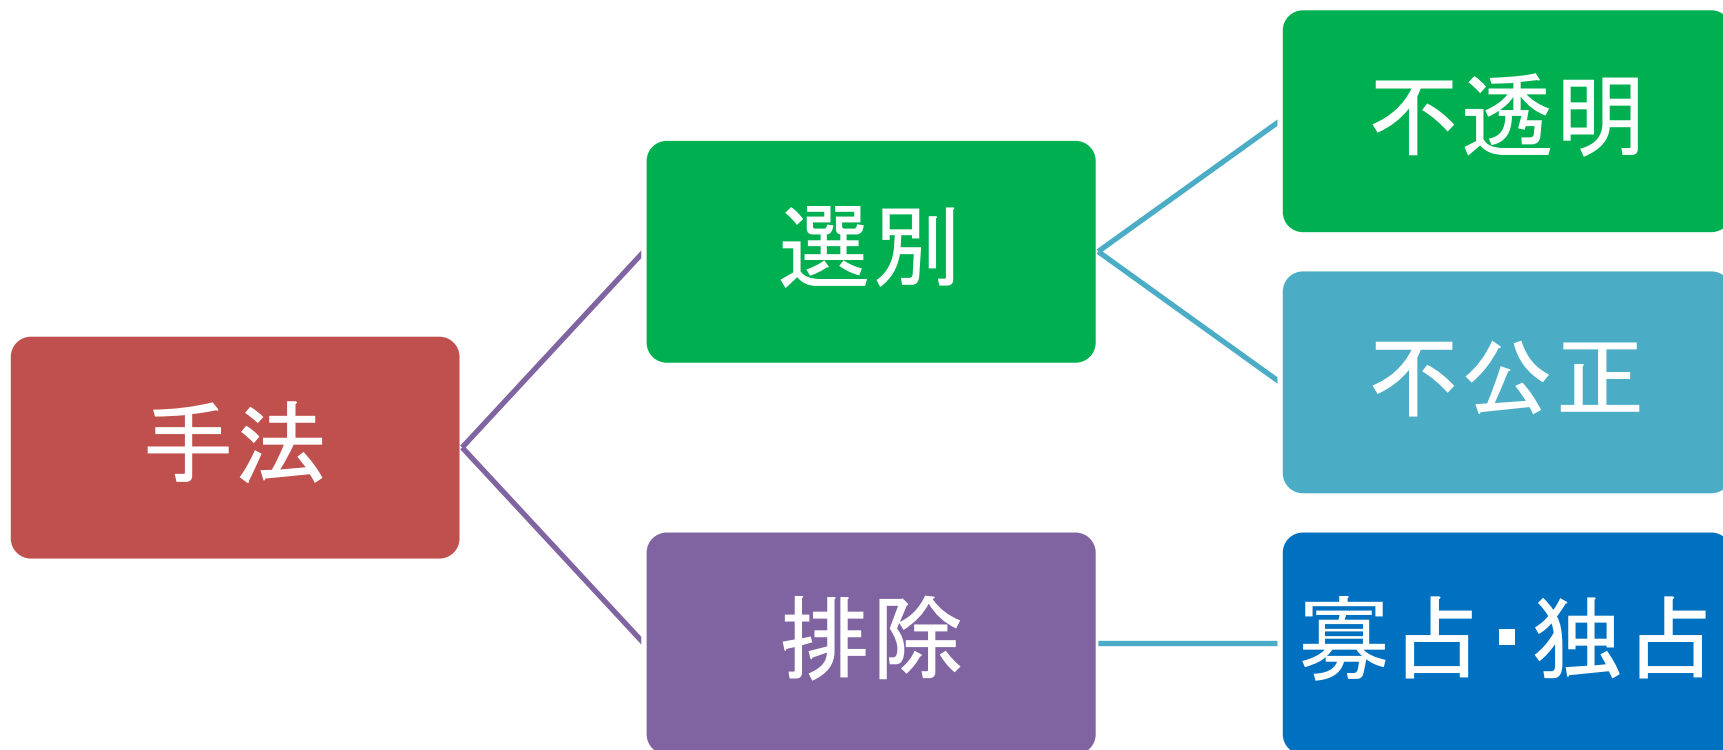 手法
選別
不透明
不公正
排除
寡占・独占